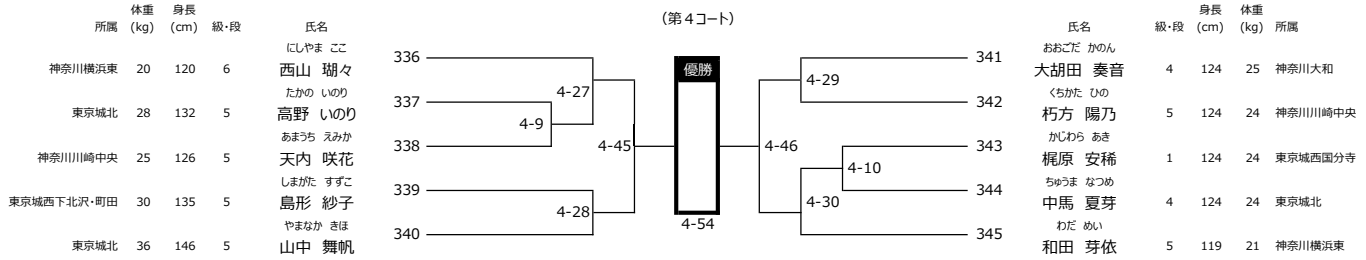 (第4コート)
体重 身長
所属 (kg) (cm) 級・段 氏名
にしやま ここ
神奈川横浜東 20 120 6 西山 瑚々 336
たかの いのり
東京城北 28 132 5 高野 いのり 337
あまうち えみか
神奈川川崎中央 25 126 5 天内 咲花 338
しまがた すずこ
東京城西下北沢・町田 30 135 5 島形 紗子 339
やまなか きほ
東京城北 36 146 5 山中 舞帆 340
4-27
4-9
4-45
4-28
優勝
4-54
身長 体重
氏名 級・段 (cm) (kg) 所属
おおごだ かのん
341 大胡田 奏音 4 124 25 神奈川大和
くちかた ひの
342 朽方 陽乃 5 124 24 神奈川川崎中央
かじわら あき
343 梶原 安稀 1 124 24 東京城西国分寺
ちゅうま なつめ
344 中馬 夏芽 4 124 24 東京城北
わだ めい
345 和田 芽依 5 119 21 神奈川横浜東
4-29
4-46
4-10
4-30